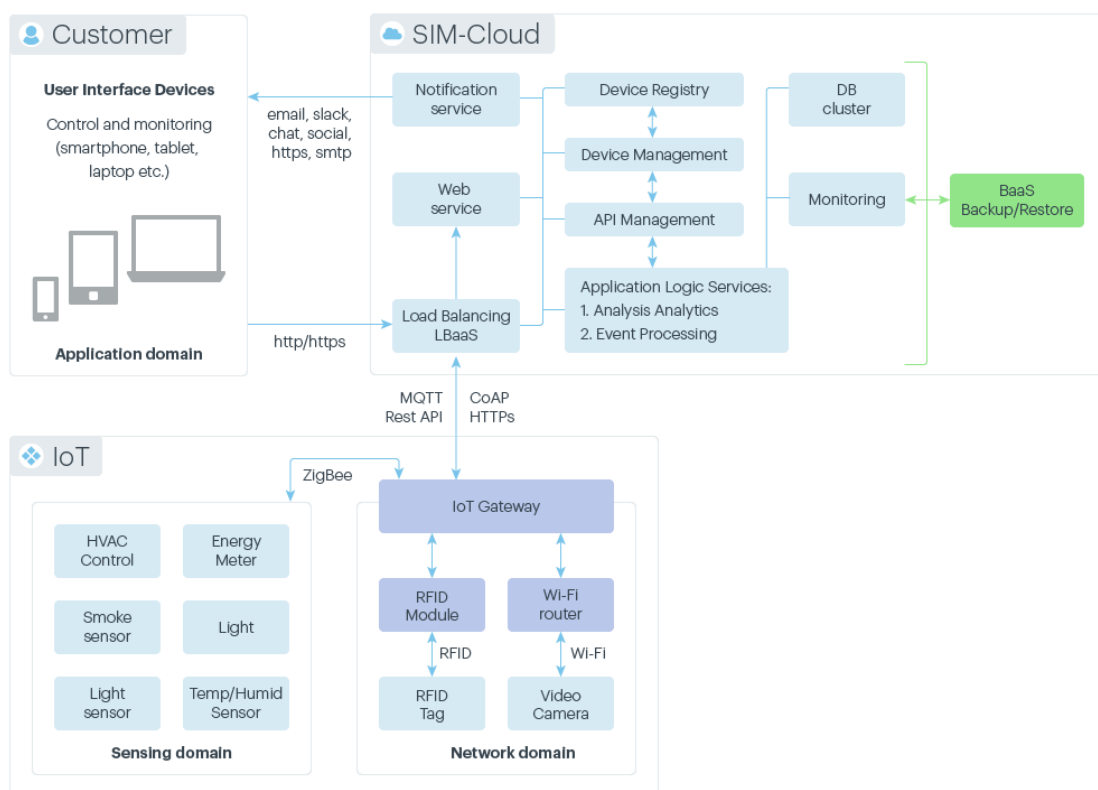 Customer
User Interface Devices
Control and monitoring
(smartphone, tablet,
laptop etc.)
Application domain
email, slack,
chat, social,
https, smtp
http/https
SIM-Cloud
Notification
service
Web
service
Load Balancing
LBaaS
Device Registry
Device Management
API Management
Application Logic Services:
1. Analysis Analytics
2. Event Processing
DB
cluster
Monitoring
BaaS
Backup/Restore
MQTT
Rest API
CoAP
HTTPs
IoT
ZigBee
HVAC
Control
Energy
Meter
Smoke
sensor
Light
Light
sensor
Temp/Humid
Sensor
Sensing domain
IoT Gateway
RFID
Module
Wi-Fi
router
RFID
Wi-Fi
RFID
Tag
Video
Camera
Network domain